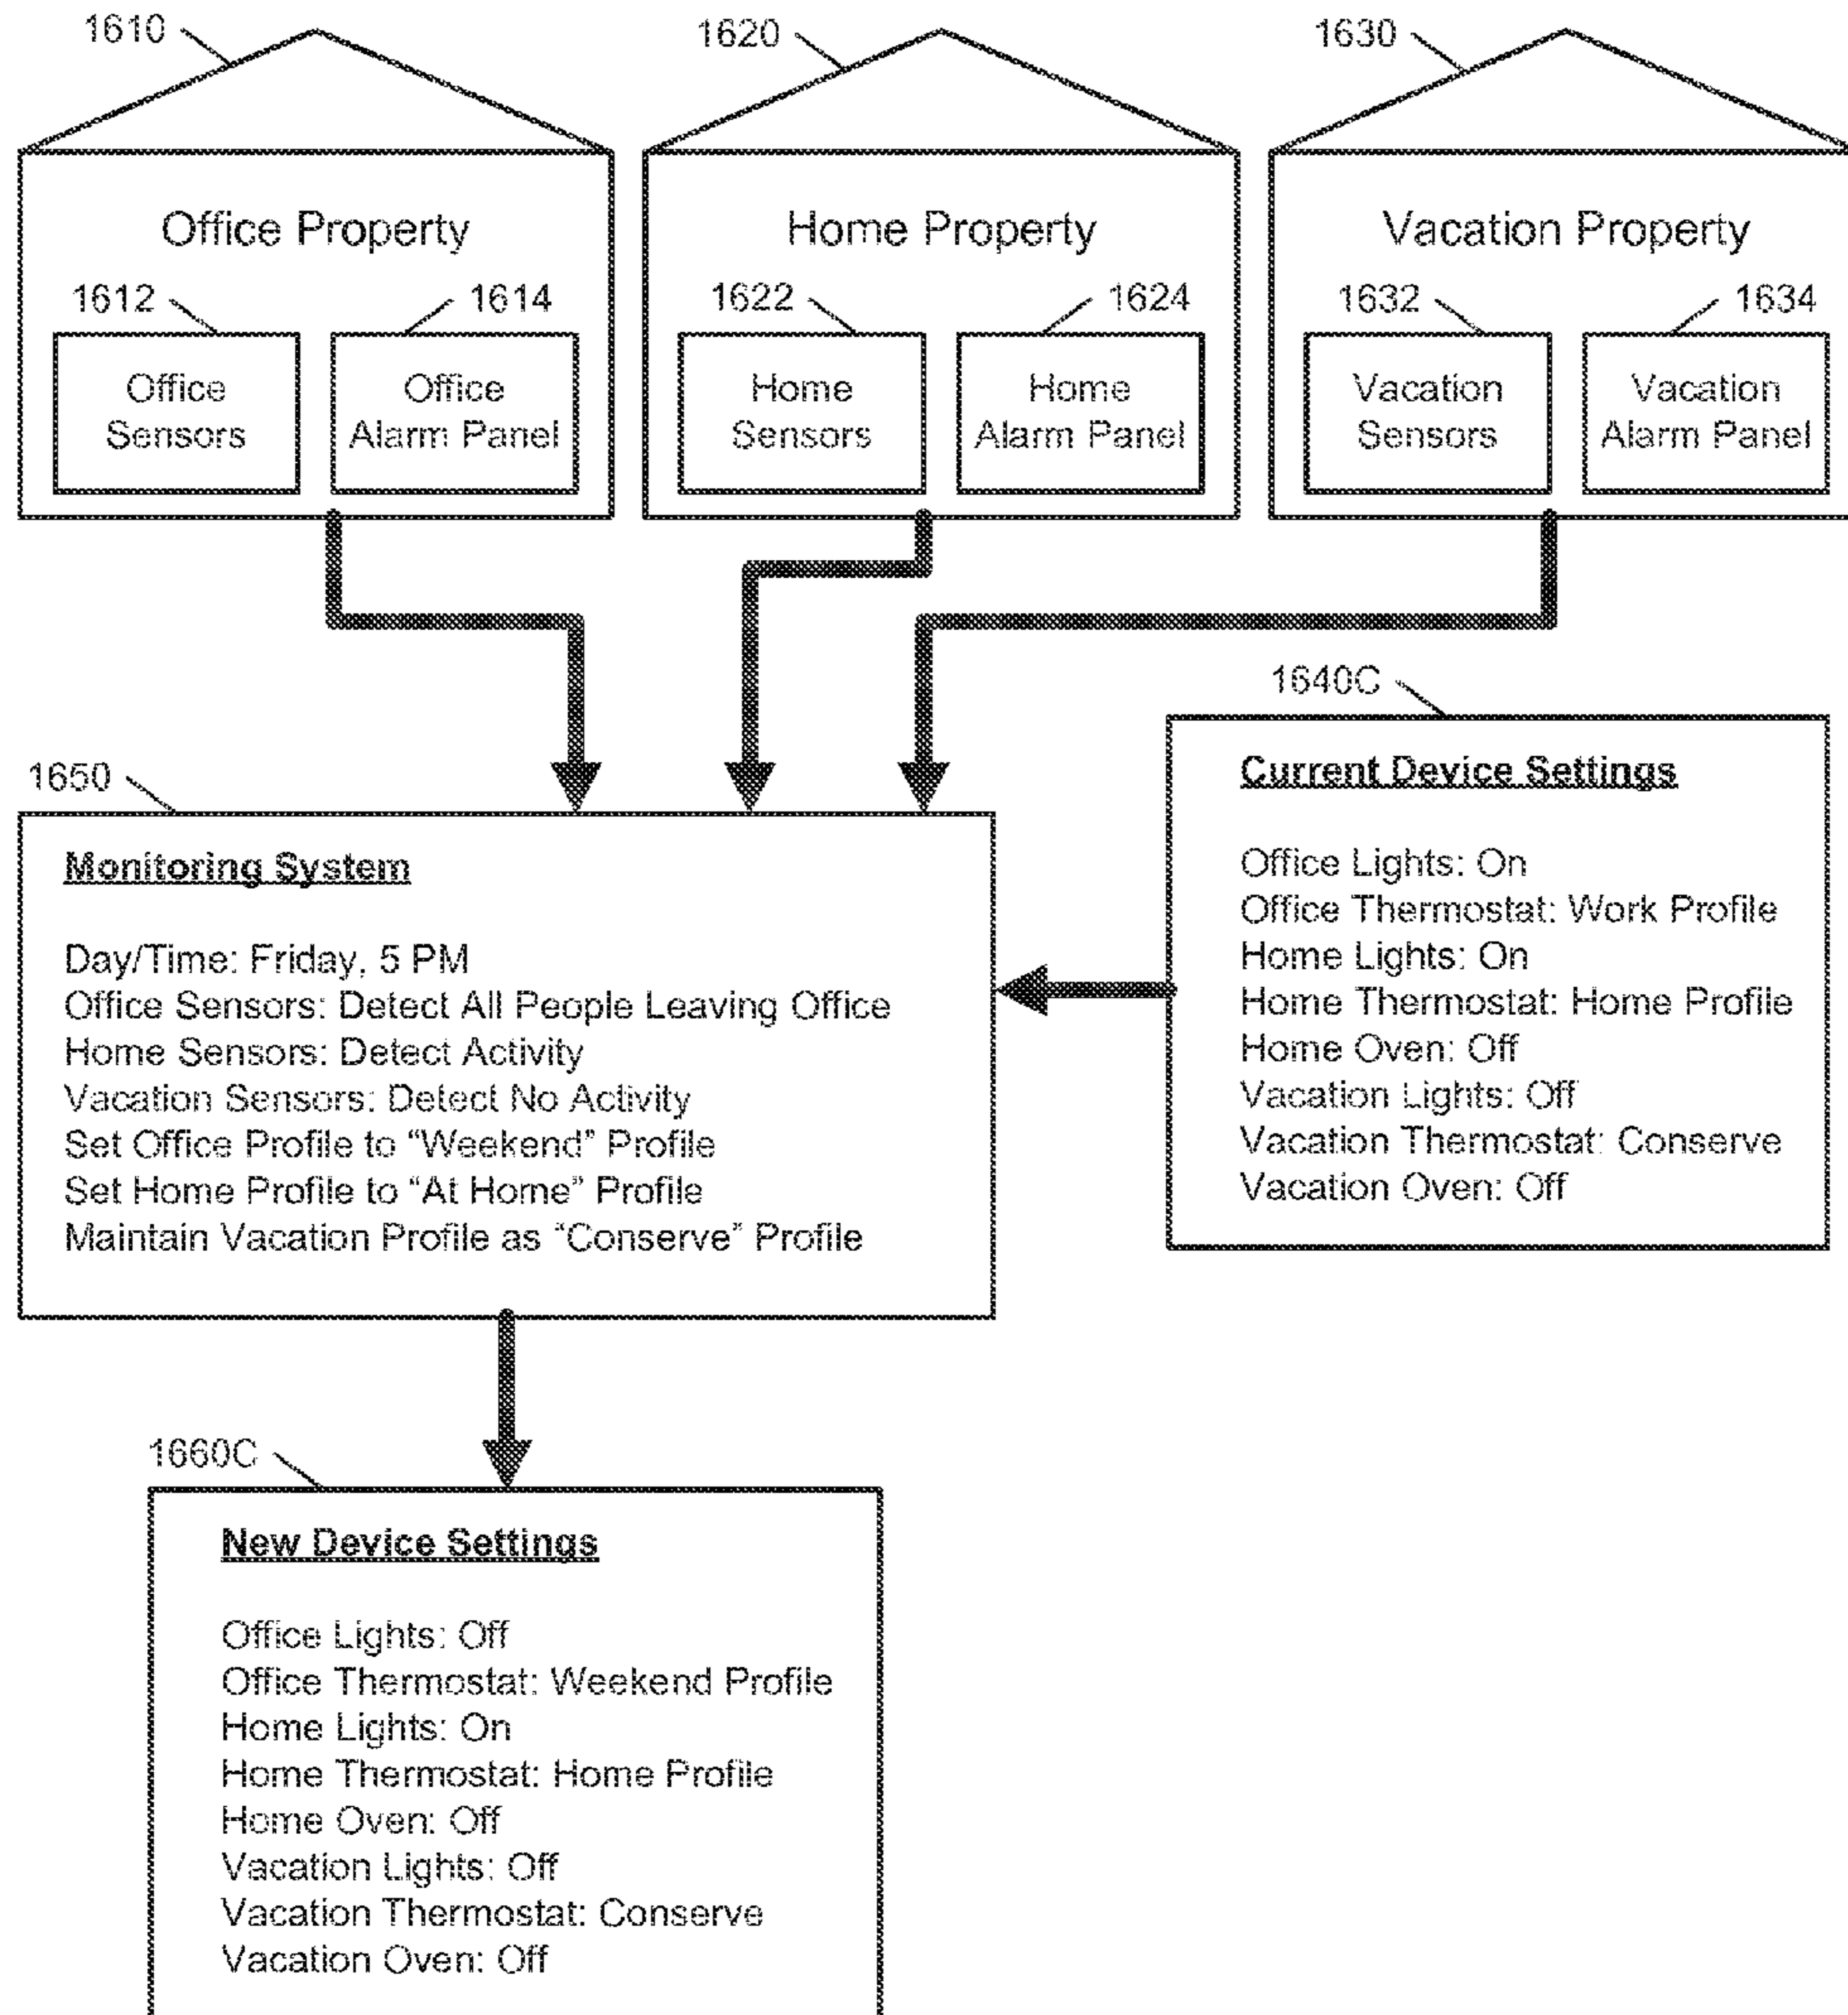 1610
1620
1630
Office Property
Home Property
Vacation Property
1612
1614
1622
1624
1632
1634
Office
Sensors
Office
Alarm Panel
Home
Sensors
Home
Alarm Panel
Vacation
Sensors
Vacation
Alarm Panel
1640C
Current Device Settings
Office Lights: On
Office Thermostat: Work Profile
Home Lights: On
Home Thermostat: Home Profile
Home Oven: Off
Vacation Lights: Off
Vacation Thermostat: Conserve
Vacation Oven: Off
1650
Monitoring System
Day/Time: Friday, 5 PM
Office Sensors: Detect All People Leaving Office
Home Sensors: Detect Activity
Vacation Sensors: Detect No Activity
Set Office Profile to “Weekend” Profile
Set Home Profile to “At Home” Profile
Maintain Vacation Profile as “Conserve” Profile
1660C
New Device Settings
Office Lights: Off
Office Thermostat: Weekend Profile
Home Lights: On
Home Thermostat: Home Profile
Home Oven: Off
Vacation Lights: Off
Vacation Thermostat: Conserve
Vacation Oven: Off